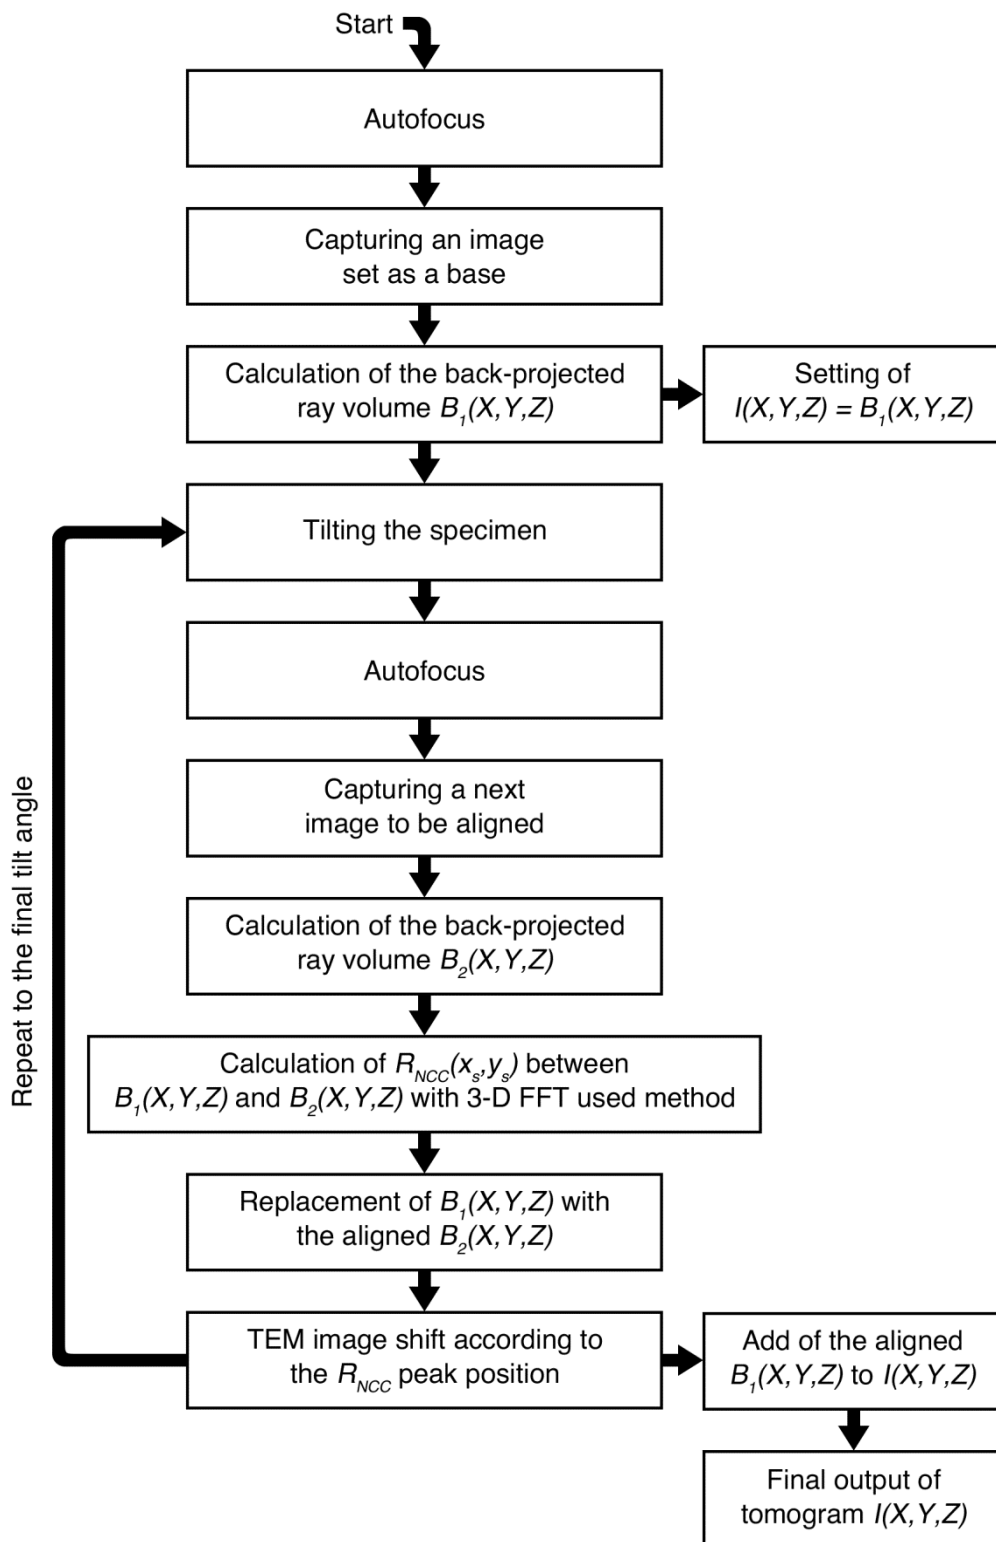 Start
Autofocus
Capturing an image
set as a base
Calculation of the back-projected
ray volume B₁(X,Y,Z)
Setting of
I(X,Y,Z) = B₁(X,Y,Z)
Tilting the specimen
Autofocus
Capturing a next
image to be aligned
Calculation of the back-projected
ray volume B₂(X,Y,Z)
Calculation of R_NCC(xₛ,yₛ) between
B₁(X,Y,Z) and B₂(X,Y,Z) with 3-D FFT used method
Replacement of B₁(X,Y,Z) with
the aligned B₂(X,Y,Z)
TEM image shift according to
the R_NCC peak position
Add of the aligned
B₁(X,Y,Z) to I(X,Y,Z)
Final output of
tomogram I(X,Y,Z)
Repeat to the final tilt angle